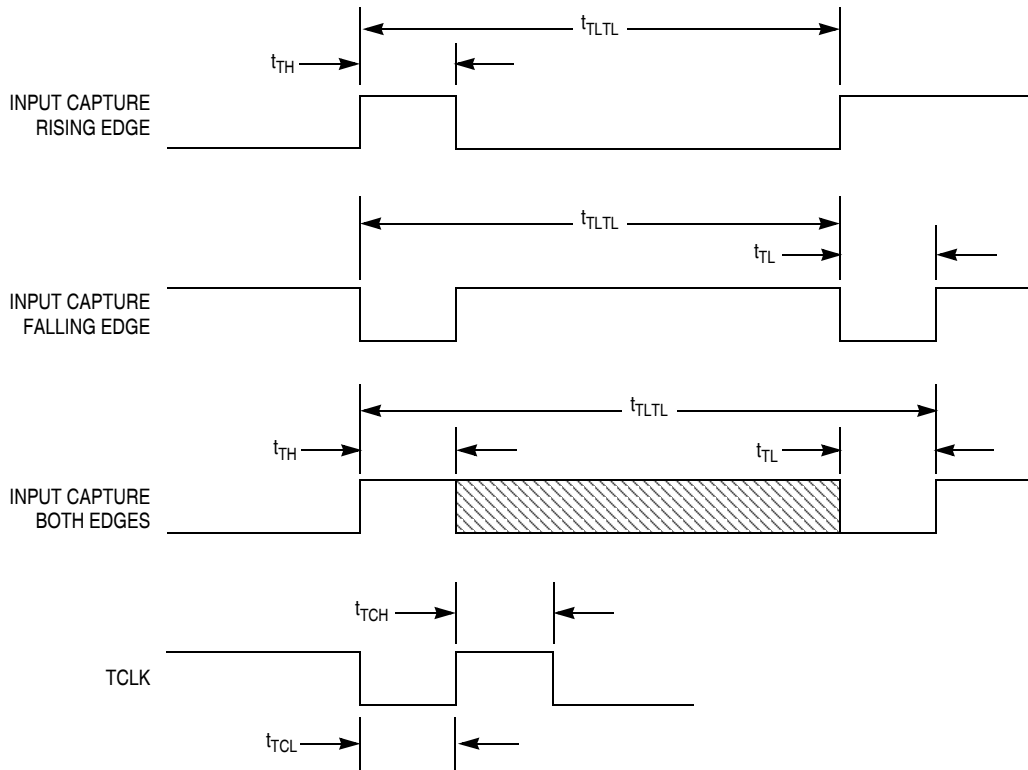 tTLTL
tTH
INPUT CAPTURE
RISING EDGE
tTLTL
tTL
INPUT CAPTURE
FALLING EDGE
tTLTL
tTH
tTL
INPUT CAPTURE
BOTH EDGES
tTCH
TCLK
tTCL